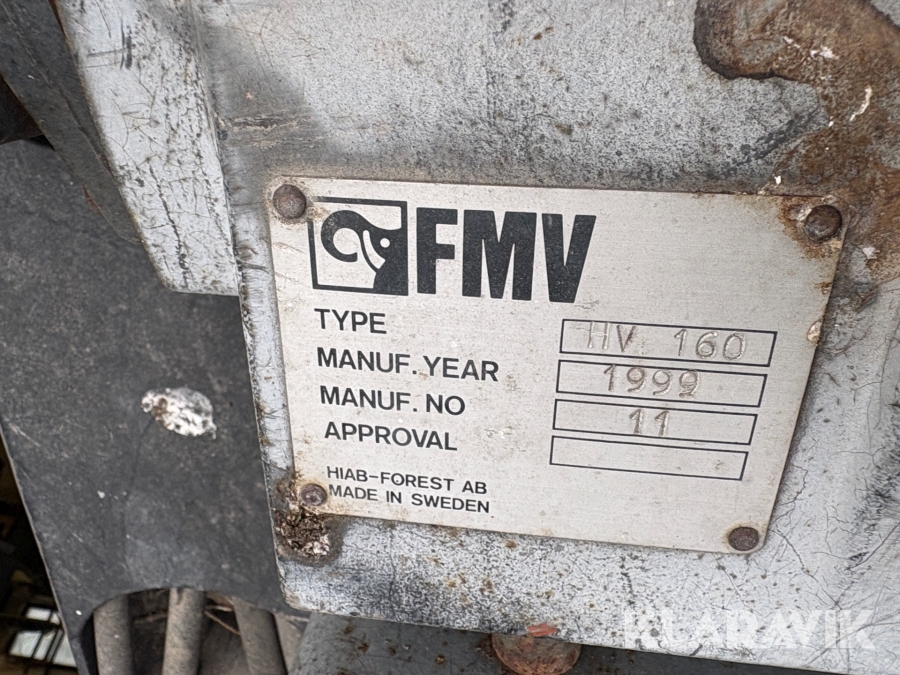 FMV
TYPE HV 160
MANUF. YEAR 1999
MANUF. NO 11
APPROVAL
HIAB-FOREST AB
MADE IN SWEDEN.
KLARAVIK